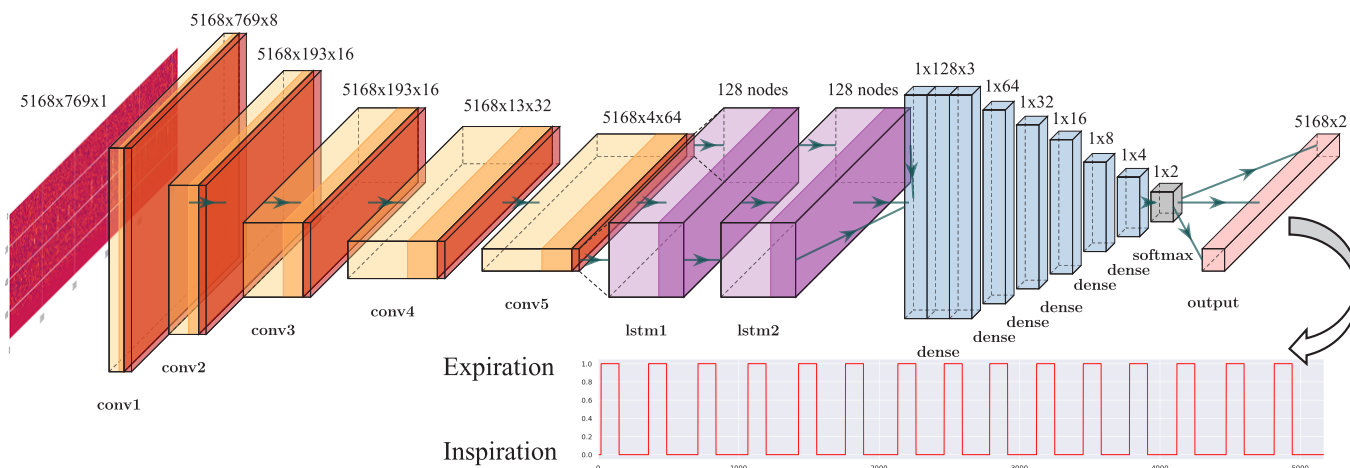 5168x769x1
5168x769x8
5168x193x16
5168x193x16
5168x13x32
5168x4x64
128 nodes
128 nodes
1x128x3
1x64
1x32
1x16
1x8
1x4
1x2
5168x2
conv1
conv2
conv3
conv4
conv5
lstm1
lstm2
dense
dense
dense
dense
dense
dense
softmax
output
Expiration
Inspiration
1.0
0.8
0.6
0.4
0.2
0.0
0
1000
2000
3000
4000
5000